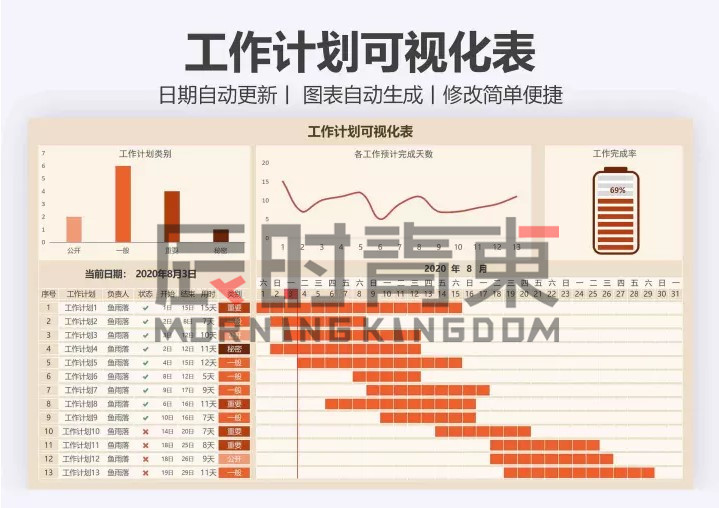 工作计划可视化表
日期自动更新丨 图表自动生成丨修改简单便捷
工作计划可视化表
工作计划类别
7
6
5
4
3
2
1
0
公开 一般 重要 秘密
各工作预计完成天数
20
15
10
5
0
1 2 3 4 5 6 7 8 9 10 11 12 13
工作完成率
69%
辰时青東
MORNINGKINGDOM
当前日期: 2020年8月3日
2020 年 8 月
六 日 一 二 三 四 五 六 日 一 二 三 四 五 六 日 一 二 三 四 五 六 日 一 二 三 四 五 六 日 一
序号 工作计划 负责人 状态 开始 结束 用时 类别 1 2 3 4 5 6 7 8 9 10 11 12 13 14 15 16 17 18 19 20 21 22 23 24 25 26 27 28 29 30 31
1 工作计划1 鱼雨落 ✓ 1日 15日 15天 重要
2 工作计划2 鱼雨落 ✓ 2日 8日 7天
3 工作计划3 鱼雨落 ✓ 12日 10天
4 工作计划4 鱼雨落 ✓ 2日 12日 11天 秘密
5 工作计划5 鱼雨落 ✓ 4日 15日 12天 一般
6 工作计划6 鱼雨落 ✓ 8日 12日 5天 一般
7 工作计划7 鱼雨落 ✓ 9日 17日 9天 一般
8 工作计划8 鱼雨落 ✓ 6日 16日 11天 重要
9 工作计划9 鱼雨落 ✓ 10日 16日 7天 一般
10 工作计划10 鱼雨落 ✗ 14日 20日 7天 重要
11 工作计划11 鱼雨落 ✗ 18日 25日 8天 重要
12 工作计划12 鱼雨落 ✗ 18日 26日 9天 公开
13 工作计划13 鱼雨落 ✗ 19日 29日 11天 一般